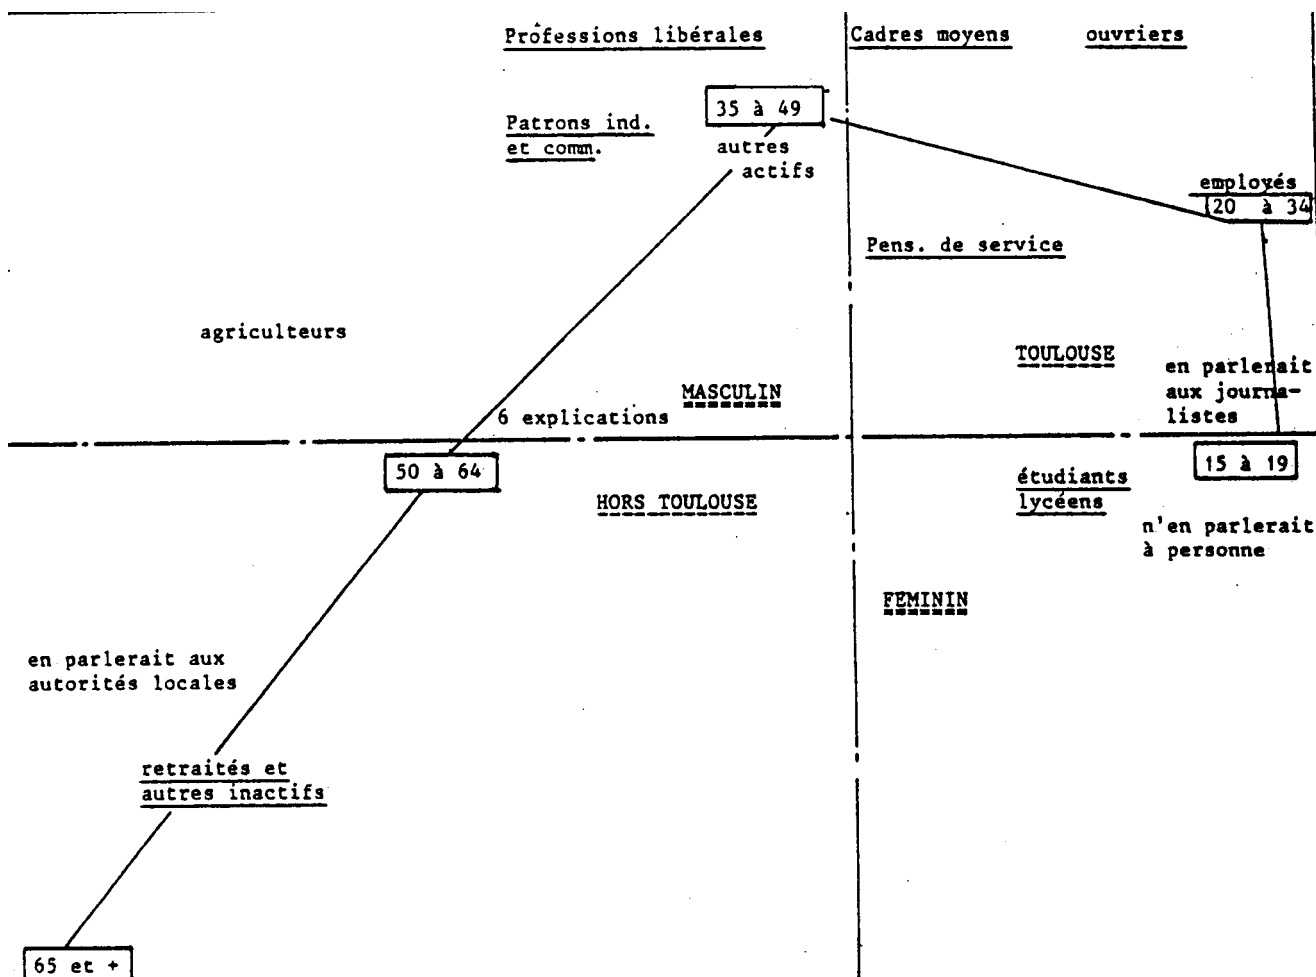 Professions libérales
Cadres moyens
ouvriers
35 à 49
Patrons ind.
et comm.
autres
actifs
employés
20 à 34
Pens. de service
agriculteurs
TOULOUSE
en parlerait
aux journa-
listes
MASCULIN
6 explications
50 à 64
15 à 19
HORS TOULOUSE
étudiants
lycéens
n'en parlerait
à personne
FEMININ
en parlerait aux
autorités locales
retraités et
autres inactifs
65 et +